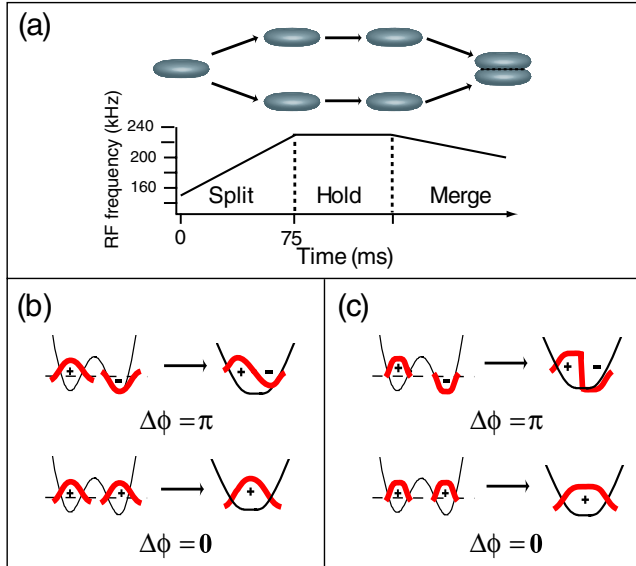 (a)
RF frequency (kHz)
240
200
160
Split Hold Merge
0 75
Time (ms)
(b)
+ -
+ -
Δϕ = π
+ +
+
Δϕ = 0
(c)
+ -
+ -
Δϕ = π
+ +
+
Δϕ = 0